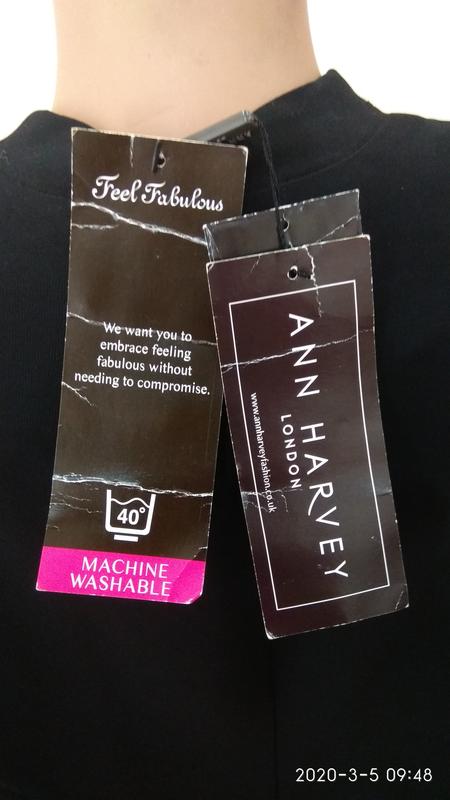 Feel Fabulous
We want you to
embrace feeling
fabulous without
needing to compromise.
40°
MACHINE
WASHABLE
ANN HARVEY
LONDON
www.annharveyfashion.co.uk
2020-3-5 09:48